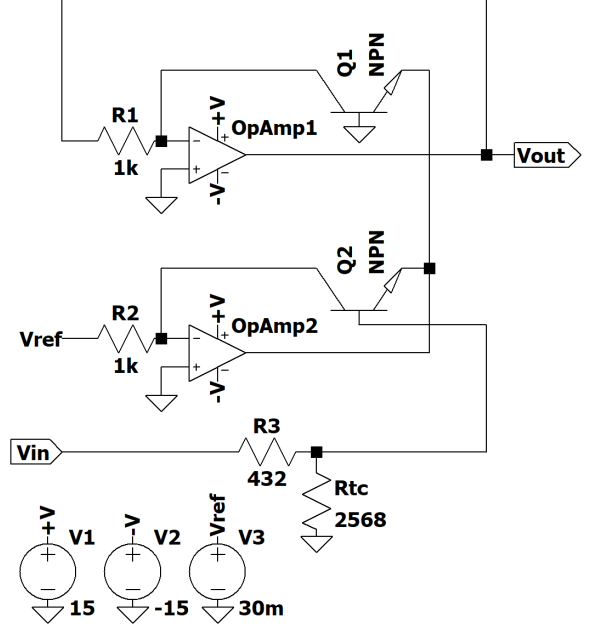 Q1
NPN
R1
1k
+V
-
+
+
-
OpAmp1
-V
Vout
Q2
NPN
Vref
R2
1k
+V
-
+
+
-
OpAmp2
-V
Vin
R3
432
Rtc
2568
+V
V1
+
-
15
-V
V2
+
-
-15
Vref
V3
+
-
30m